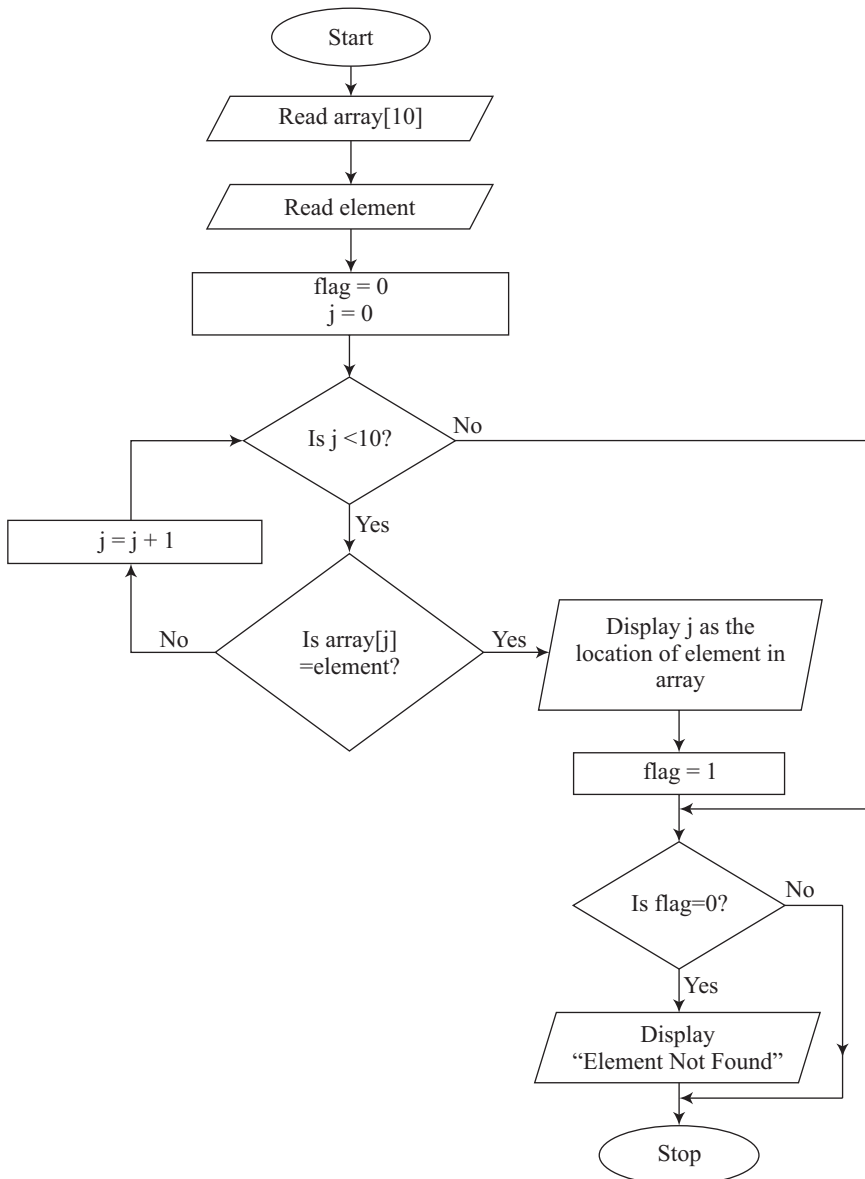 Start
Read array[10]
Read element
flag = 0
j = 0
Is j <10?
No
Yes
j = j + 1
Is array[j]
=element?
No
Yes
Display j as the
location of element in
array
flag = 1
Is flag=0?
No
Yes
Display
“Element Not Found”
Stop